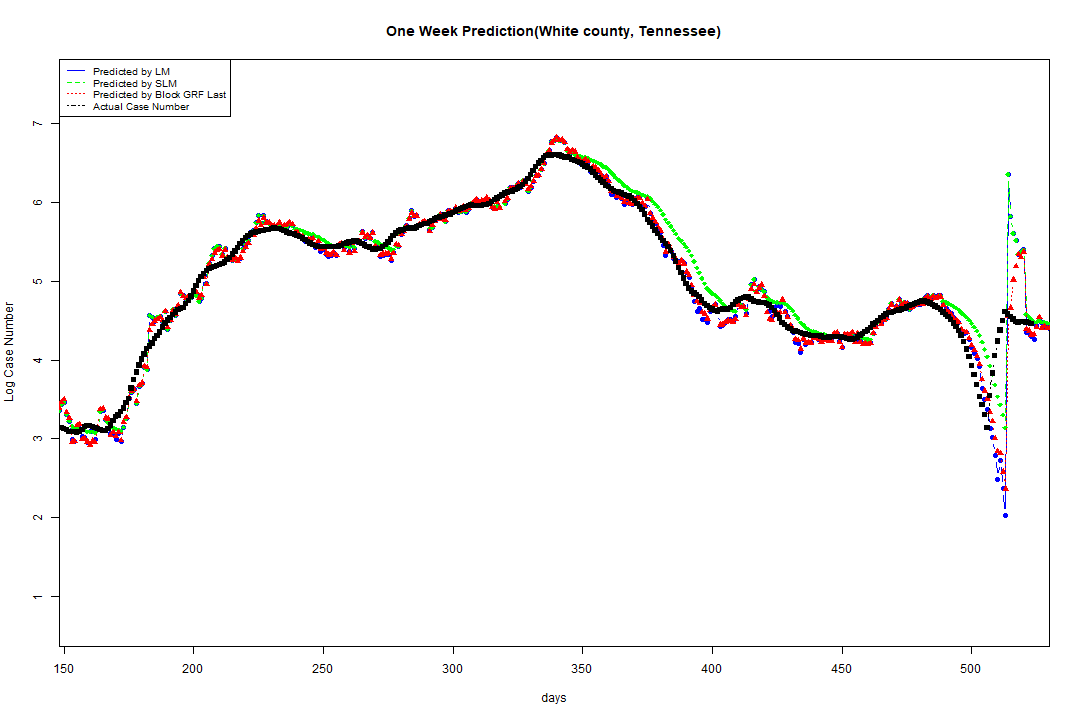 One Week Prediction(White county, Tennessee)
Predicted by LM
Predicted by SLM
Predicted by Block GRF Last
Actual Case Number
7
6
5
4
3
2
1
Log Case Number
150 200 250 300 350 400 450 500
days